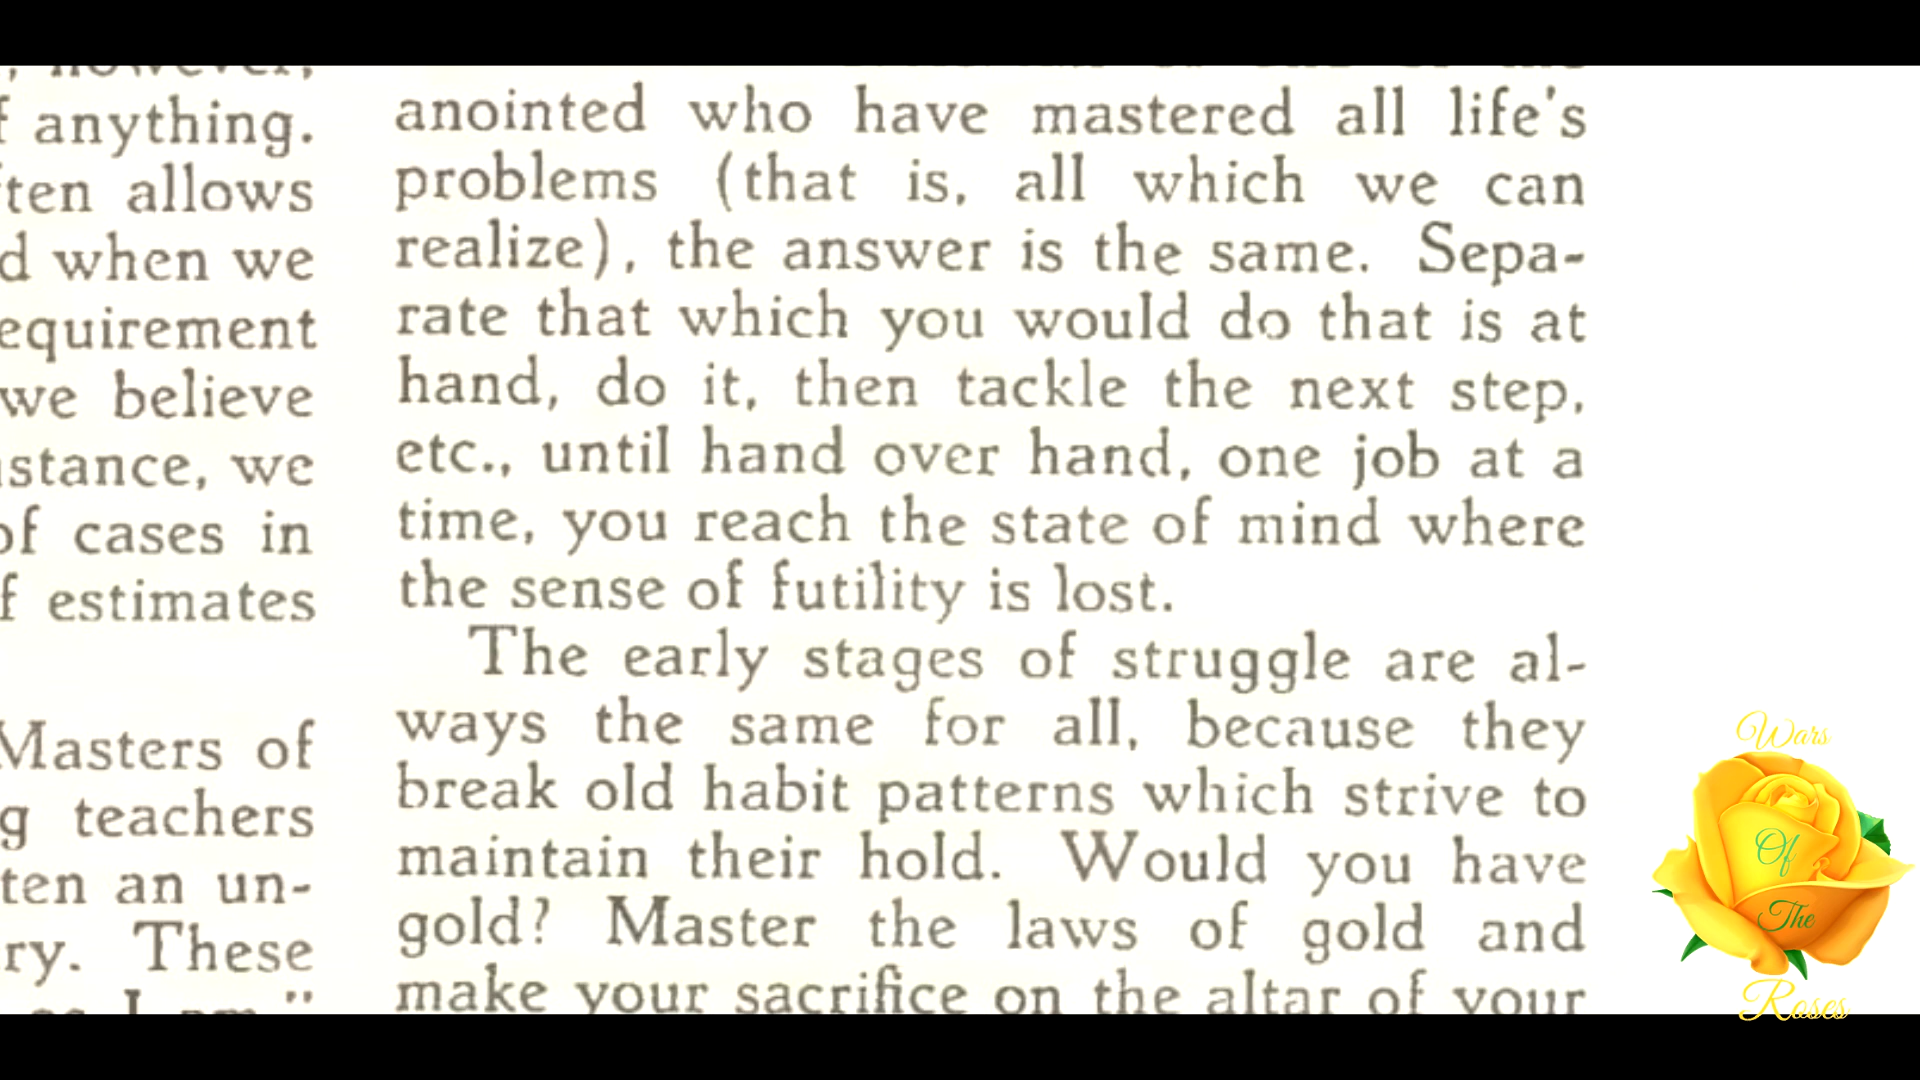 however,
anything.
allows
when we
we believe
we
of cases in
estimates
Masters of
teachers
an un-
These
I am."
anointed who have mastered all life's
problems (that is, all which we can
realize), the answer is the same. Sepa-
rate that which you would do that is at
hand, do it, then tackle the next step,
etc., until hand over hand, one job at a
time, you reach the state of mind where
the sense of futility is lost.
The early stages of struggle are al-
ways the same for all, because they
break old habit patterns which strive to
maintain their hold. Would you have
gold? Master the laws of gold and
make your sacrifice on the altar of your
Wars
Of
The
Roses